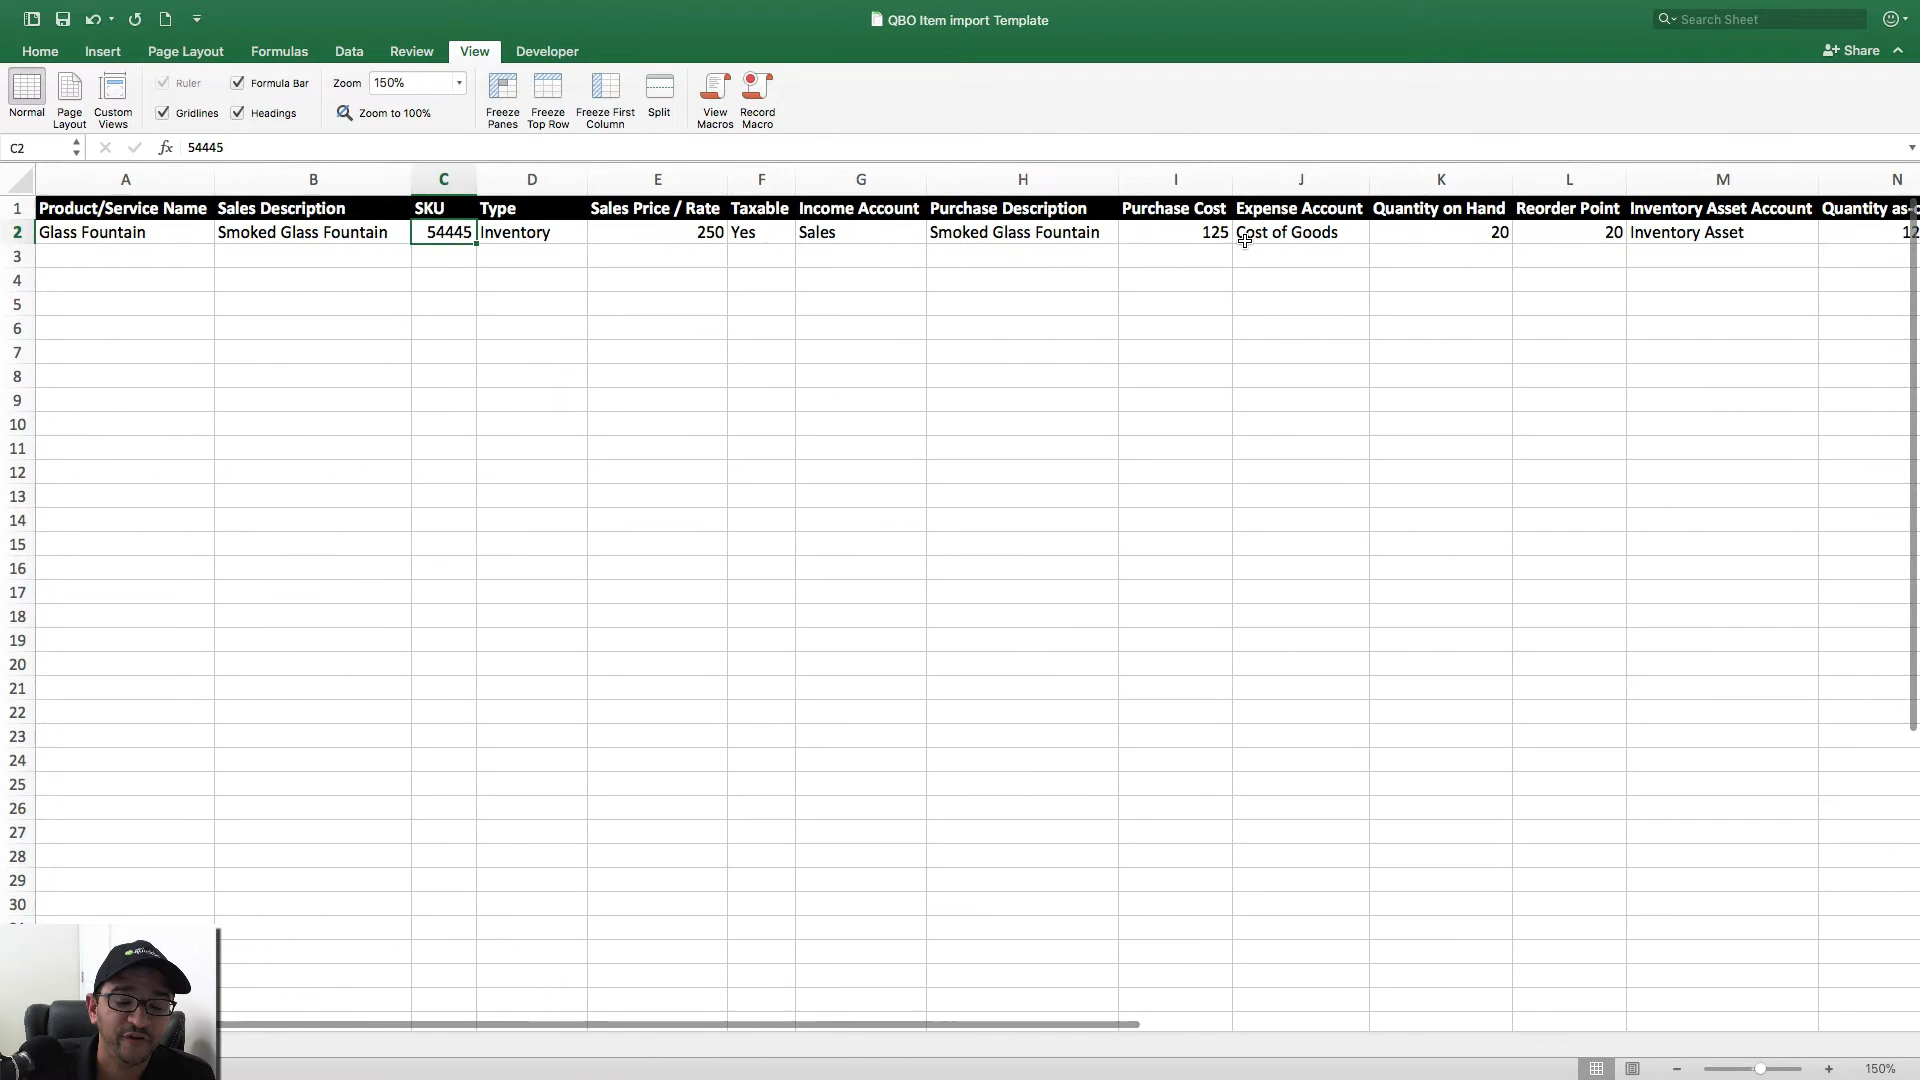 QBO Item import Template
Search Sheet
Home Insert Page Layout Formulas Data Review View Developer
Share
Normal
Page Layout
Custom Views
Ruler
Formula Bar
Gridlines
Headings
Zoom 150%
Zoom to 100%
Freeze Panes
Freeze Top Row
Freeze First Column
Split
View Macros
Record Macro
C2 fx 54445
A B C D E F G H I J K L M N
1 Product/Service Name Sales Description SKU Type Sales Price / Rate Taxable Income Account Purchase Description Purchase Cost Expense Account Quantity on Hand Reorder Point Inventory Asset Account Quantity
2 Glass Fountain Smoked Glass Fountain 54445 Inventory 250 Yes Sales Smoked Glass Fountain 125 Cost of Goods 20 20 Inventory Asset
3
4
5
6
7
8
9
10
11
12
13
14
15
16
17
18
19
20
21
22
23
24
25
26
27
28
29
30
150%